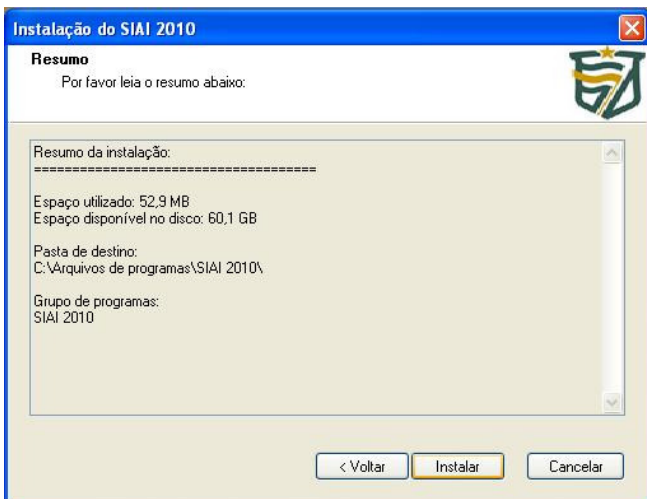 Instalação do SIAI 2010
Resumo
Por favor leia o resumo abaixo:
Resumo da instalação:
=====================================
Espaço utilizado: 52,9 MB
Espaço disponível no disco: 60,1 GB
Pasta de destino:
C:\Arquivos de programas\SIAI 2010\
Grupo de programas:
SIAI 2010
< Voltar
Instalar
Cancelar